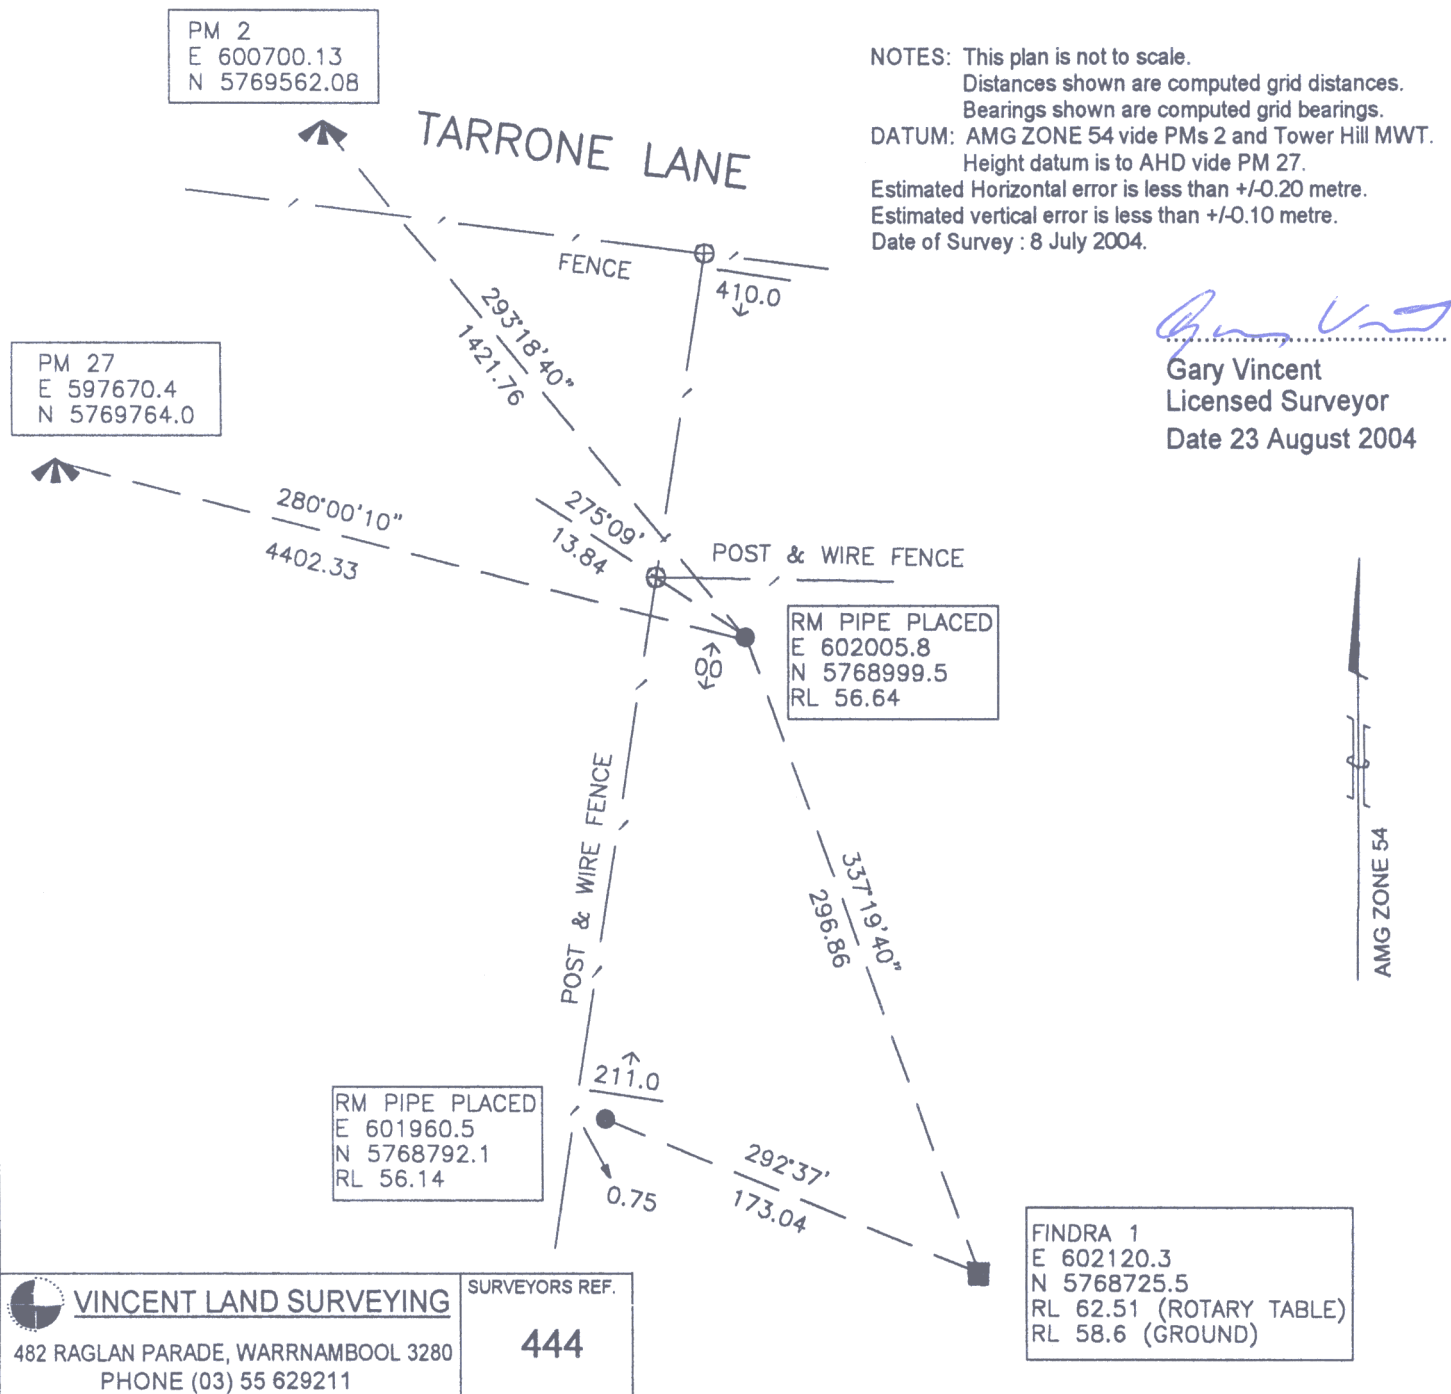 PM 2
E 600700.13
N 5769562.08
TARRONE LANE
NOTES: This plan is not to scale.
Distances shown are computed grid distances.
Bearings shown are computed grid bearings.
DATUM: AMG ZONE 54 vide PMs 2 and Tower Hill MWT.
Height datum is to AHD vide PM 27.
Estimated Horizontal error is less than +/-0.20 metre.
Estimated vertical error is less than +/-0.10 metre.
Date of Survey : 8 July 2004.
FENCE
410.0
293°18'40"
1421.76
Gary Vincent
Licensed Surveyor
Date 23 August 2004
PM 27
E 597670.4
N 5769764.0
280°00'10"
4402.33
275°09'
13.84
POST & WIRE FENCE
RM PIPE PLACED
E 602005.8
N 5768999.5
RL 56.64
00
POST & WIRE FENCE
337°19'40"
296.86
AMG ZONE 54
211.0
RM PIPE PLACED
E 601960.5
N 5768792.1
RL 56.14
0.75
292°37'
173.04
FINDRA 1
E 602120.3
N 5768725.5
RL 62.51 (ROTARY TABLE)
RL 58.6 (GROUND)
VINCENT LAND SURVEYING
482 RAGLAN PARADE, WARRNAMBOOL 3280
PHONE (03) 55 629211
SURVEYORS REF.
444